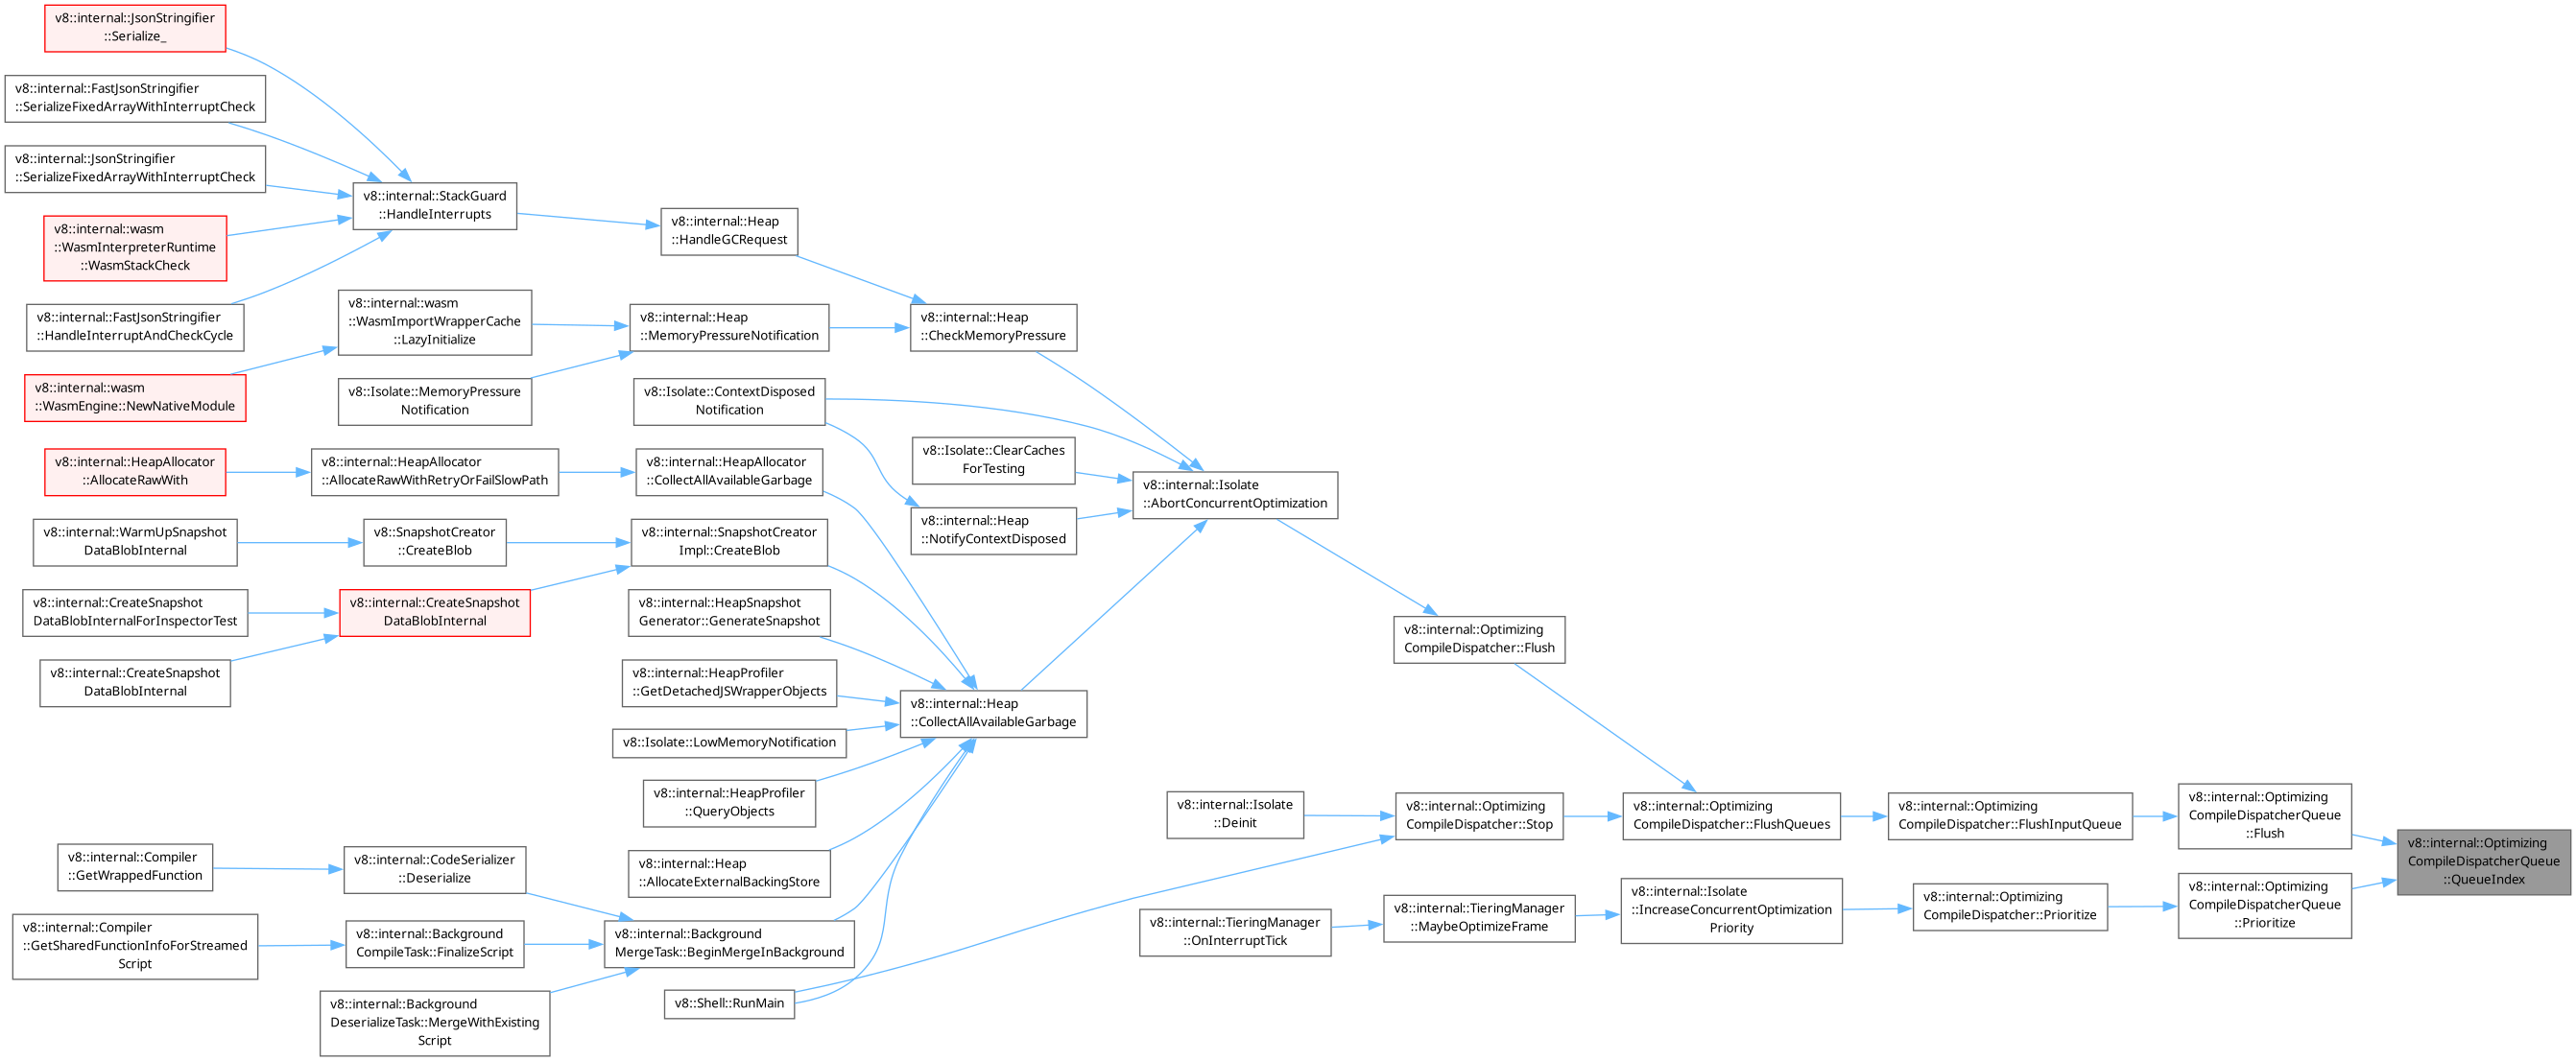 v8::internal::JsonStringifier
::Serialize_
v8::internal::FastJsonStringifier
::SerializeFixedArrayWithInterruptCheck
v8::internal::JsonStringifier
::SerializeFixedArrayWithInterruptCheck
v8::internal::wasm
::WasmInterpreterRuntime
::WasmStackCheck
v8::internal::FastJsonStringifier
::HandleInterruptAndCheckCycle
v8::internal::wasm
::WasmEngine::NewNativeModule
v8::internal::HeapAllocator
::AllocateRawWith
v8::internal::WarmUpSnapshot
DataBlobInternal
v8::internal::CreateSnapshot
DataBlobInternalForInspectorTest
v8::internal::CreateSnapshot
DataBlobInternal
v8::internal::Compiler
::GetWrappedFunction
v8::internal::Compiler
::GetSharedFunctionInfoForStreamed
Script
v8::internal::StackGuard
::HandleInterrupts
v8::internal::wasm
::WasmImportWrapperCache
::LazyInitialize
v8::Isolate::MemoryPressure
Notification
v8::internal::HeapAllocator
::AllocateRawWithRetryOrFailSlowPath
v8::SnapshotCreator
::CreateBlob
v8::internal::CreateSnapshot
DataBlobInternal
v8::internal::CodeSerializer
::Deserialize
v8::internal::Background
CompileTask::FinalizeScript
v8::internal::Background
DeserializeTask::MergeWithExisting
Script
v8::internal::Heap
::HandleGCRequest
v8::internal::Heap
::MemoryPressureNotification
v8::Isolate::ContextDisposed
Notification
v8::internal::HeapAllocator
::CollectAllAvailableGarbage
v8::internal::SnapshotCreator
Impl::CreateBlob
v8::internal::HeapSnapshot
Generator::GenerateSnapshot
v8::internal::HeapProfiler
::GetDetachedJSWrapperObjects
v8::Isolate::LowMemoryNotification
v8::internal::HeapProfiler
::QueryObjects
v8::internal::Heap
::AllocateExternalBackingStore
v8::internal::Background
MergeTask::BeginMergeInBackground
v8::Shell::RunMain
v8::internal::Heap
::CheckMemoryPressure
v8::Isolate::ClearCaches
ForTesting
v8::internal::Heap
::NotifyContextDisposed
v8::internal::Heap
::CollectAllAvailableGarbage
v8::internal::Isolate
::AbortConcurrentOptimization
v8::internal::Isolate
::Deinit
v8::internal::TieringManager
::OnInterruptTick
v8::internal::Optimizing
CompileDispatcher::Flush
v8::internal::Optimizing
CompileDispatcher::Stop
v8::internal::TieringManager
::MaybeOptimizeFrame
v8::internal::Optimizing
CompileDispatcher::FlushQueues
v8::internal::Isolate
::IncreaseConcurrentOptimization
Priority
v8::internal::Optimizing
CompileDispatcher::FlushInputQueue
v8::internal::Optimizing
CompileDispatcher::Prioritize
v8::internal::Optimizing
CompileDispatcherQueue
::Flush
v8::internal::Optimizing
CompileDispatcherQueue
::Prioritize
v8::internal::Optimizing
CompileDispatcherQueue
::QueueIndex